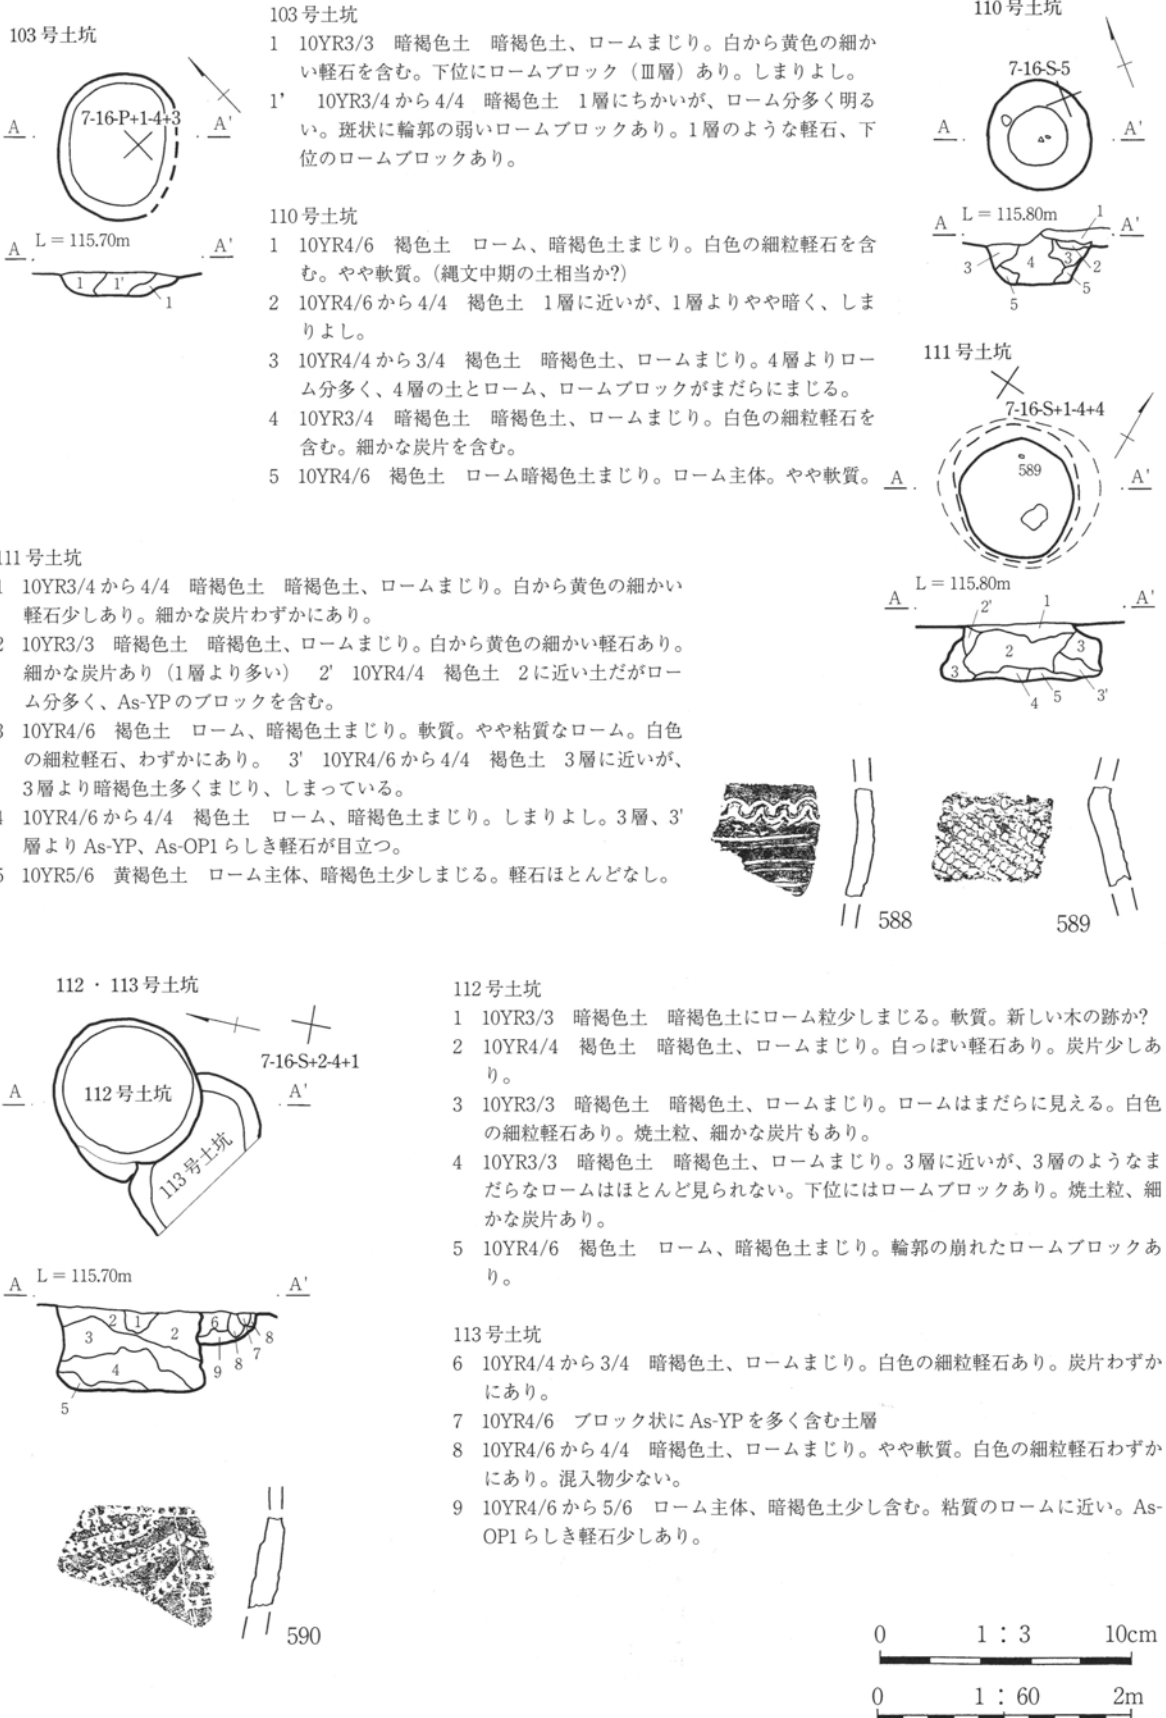 103号土坑
7-16-P+1-4+3
A
A'
L＝115.70m
A
A'
1
1'
1
103号土坑
1　10YR3/3　暗褐色土　暗褐色土、ロームまじり。白から黄色の細か
い軽石を含む。下位にロームブロック（Ⅲ層）あり。しまりよし。
1'　10YR3/4から4/4　暗褐色土　1層にちかいが、ローム分多く明る
い。斑状に輪郭の弱いロームブロックあり。1層のような軽石、下
位のロームブロックあり。
110号土坑
1　10YR4/6　褐色土　ローム、暗褐色土まじり。白色の細粒軽石を含
む。やや軟質。(縄文中期の土相当か?)
2　10YR4/6から4/4　褐色土　1層に近いが、1層よりやや暗く、しま
りよし。
3　10YR4/4から3/4　褐色土　暗褐色土、ロームまじり。4層よりロー
ム分多く、4層の土とローム、ロームブロックがまだらにまじる。
4　10YR3/4　暗褐色土　暗褐色土、ロームまじり。白色の細粒軽石を
含む。細かな炭片を含む。
5　10YR4/6　褐色土　ローム暗褐色土まじり。ローム主体。やや軟質。
110号土坑
7-16-S-5
A
A'
L＝115.80m
A
A'
1
3
4
3
2
5
5
111号土坑
7-16-S+1-4+4
589
A
A'
L＝115.80m
A
A'
2'
1
2
3
3
4
5
3'
111号土坑
10YR3/4から4/4　暗褐色土　暗褐色土、ロームまじり。白から黄色の細かい
軽石少しあり。細かな炭片わずかにあり。
2　10YR3/3　暗褐色土　暗褐色土、ロームまじり。白から黄色の細かい軽石あり。
細かな炭片あり（1層より多い）　2'　10YR4/4　褐色土　2に近い土だがロー
ム分多く、As-YPのブロックを含む。
3　10YR4/6　褐色土　ローム、暗褐色土まじり。軟質。やや粘質なローム。白色
の細粒軽石、わずかにあり。　3'　10YR4/6から4/4　褐色土　3層に近いが、
3層より暗褐色土多くまじり、しまっている。
4　10YR4/6から4/4　褐色土　ローム、暗褐色土まじり。しまりよし。3層、3'
層よりAs-YP、As-OP1らしき軽石が目立つ。
5　10YR5/6　黄褐色土　ローム主体、暗褐色土少しまじる。軽石ほとんどなし。
588
589
112・113号土坑
7-16-S+2-4+1
A
112号土坑
A'
113号土坑
L＝115.70m
A
A'
2
1
2
3
4
5
6
8
7
8
9
112号土坑
1　10YR3/3　暗褐色土　暗褐色土にローム粒少しまじる。軟質。新しい木の跡か?
2　10YR4/4　褐色土　暗褐色土、ロームまじり。白っぽい軽石あり。炭片少しあ
り。
3　10YR3/3　暗褐色土　暗褐色土、ロームまじり。ロームはまだらに見える。白色
の細粒軽石あり。焼土粒、細かな炭片もあり。
4　10YR3/3　暗褐色土　暗褐色土、ロームまじり。3層に近いが、3層のようなま
だらなロームはほとんど見られない。下位にはロームブロックあり。焼土粒、細
かな炭片あり。
5　10YR4/6　褐色土　ローム、暗褐色土まじり。輪郭の崩れたロームブロックあ
り。
113号土坑
6　10YR4/4から3/4　暗褐色土、ロームまじり。白色の細粒軽石あり。炭片わずか
にあり。
7　10YR4/6　ブロック状にAs-YPを多く含む土層
8　10YR4/6から4/4　暗褐色土、ロームまじり。やや軟質。白色の細粒軽石わずか
にあり。混入物少ない。
9　10YR4/6から5/6　ローム主体、暗褐色土少し含む。粘質のロームに近い。As-
OP1らしき軽石少しあり。
590
0　1：3　10cm
0　1：60　2m